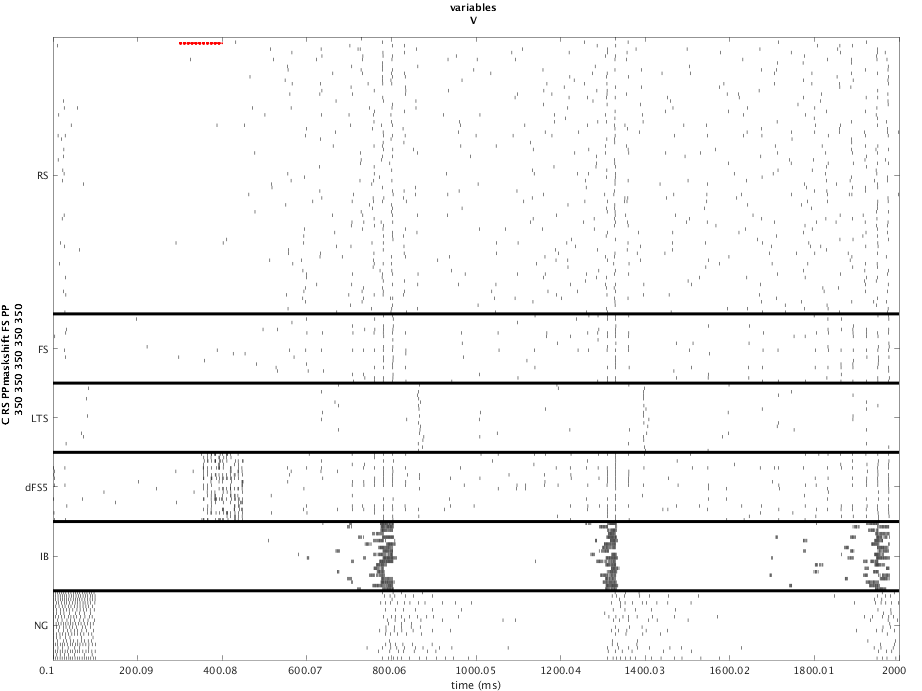 variables
V
C RS PPmaskshift FS PP
350 350 350 350 350
RS
FS
LTS
dFS5
IB
NG
0.1 200.09 400.08 600.07 800.06 1000.05 1200.04 1400.03 1600.02 1800.01 2000
time (ms)